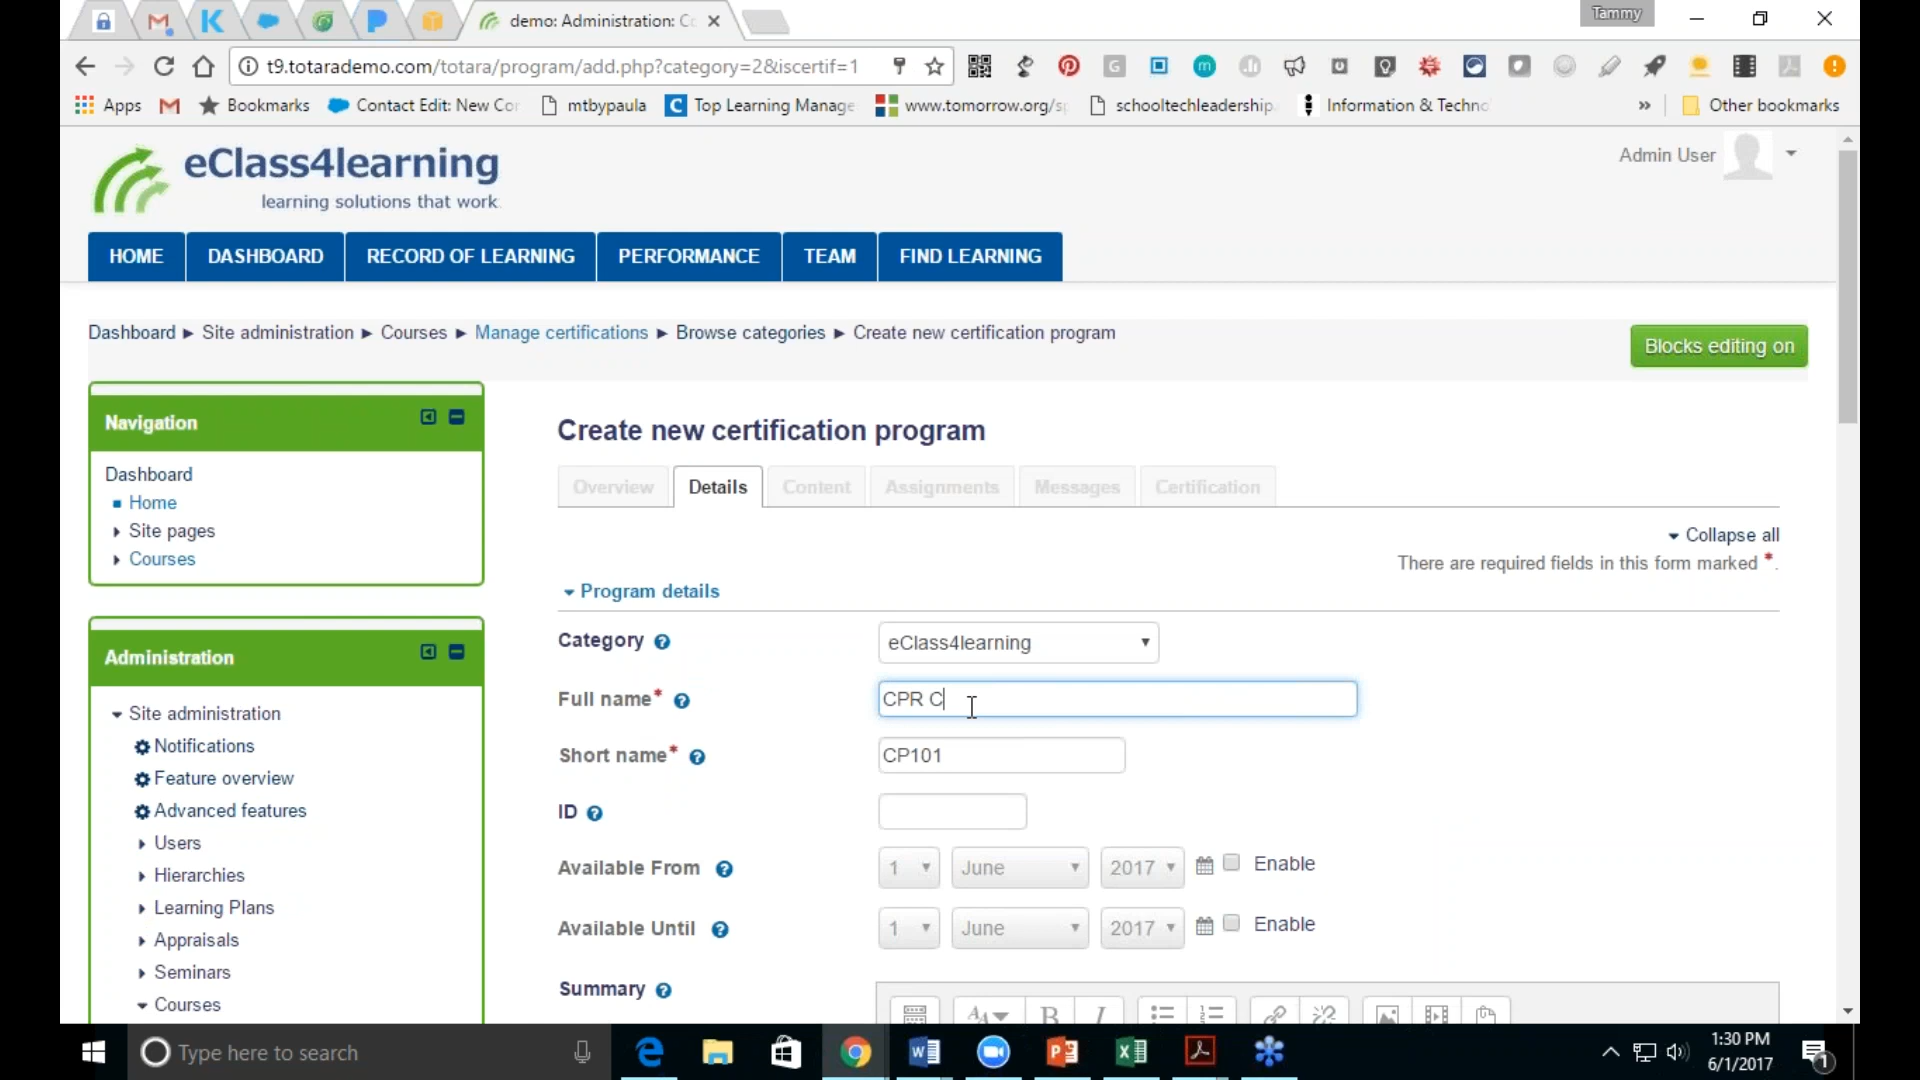 demo: Administration: Co
Tammy
t9.totarademo.com/totara/program/add.php?category=2&iscertif=1
Apps
Bookmarks
Contact Edit: New Cor
mtbypaula
Top Learning Manage
www.tomorrow.org/sp
schooltechleadership
Information & Techno
Other bookmarks
eClass4learning
learning solutions that work
Admin User
HOME
DASHBOARD
RECORD OF LEARNING
PERFORMANCE
TEAM
FIND LEARNING
Dashboard ► Site administration ► Courses ► Manage certifications ► Browse categories ► Create new certification program
Blocks editing on
Navigation
Dashboard
Home
Site pages
Courses
Administration
Site administration
Notifications
Feature overview
Advanced features
Users
Hierarchies
Learning Plans
Appraisals
Seminars
Courses
Create new certification program
Overview
Details
Content
Assignments
Messages
Certification
Collapse all
There are required fields in this form marked *.
Program details
Category
eClass4learning
Full name*
CPR C
Short name*
CP101
ID
Available From
1 June 2017
Enable
Available Until
1 June 2017
Enable
Summary
Type here to search
1:30 PM
6/1/2017
1